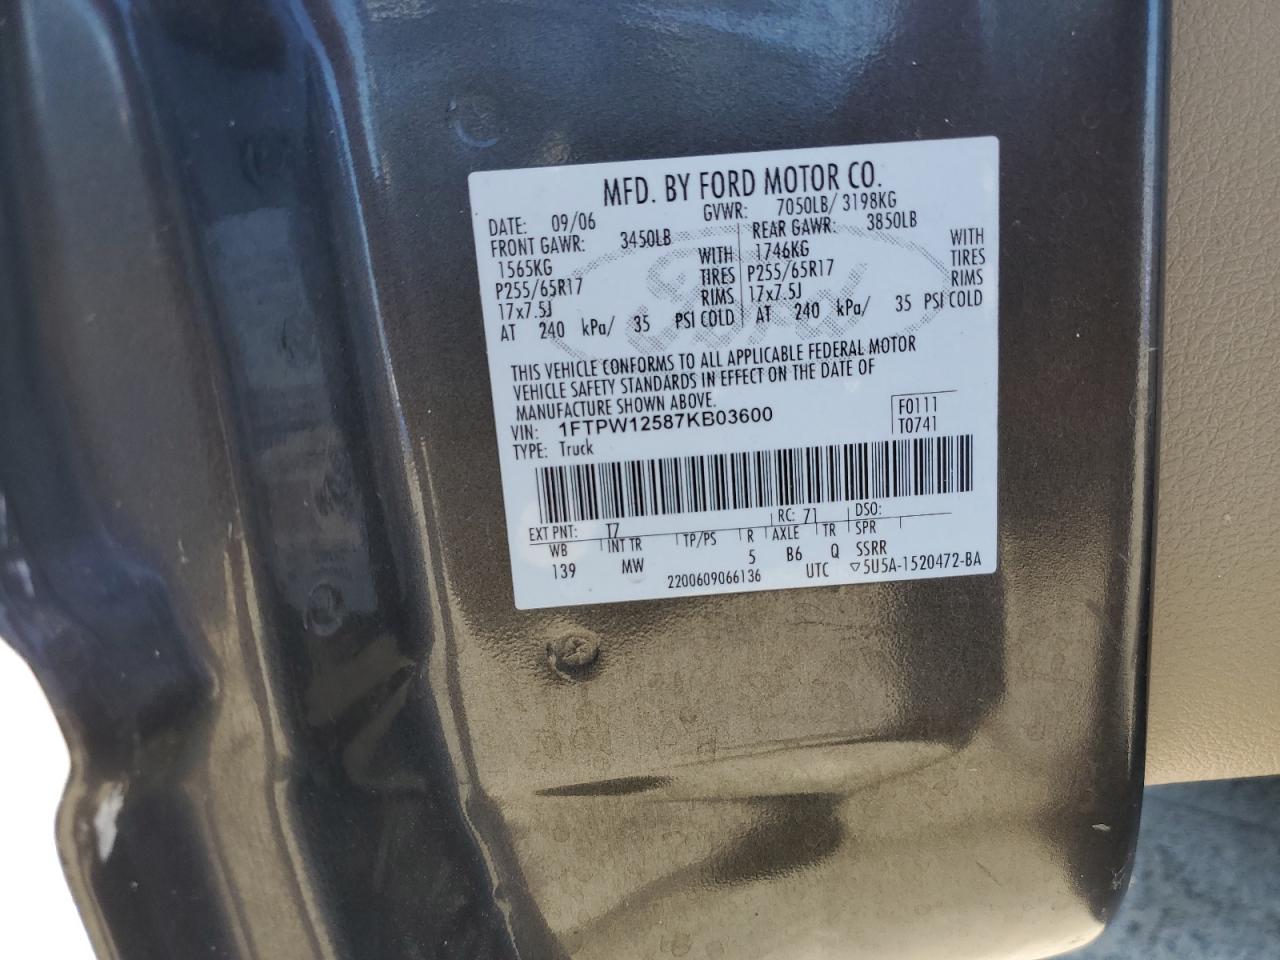 MFD. BY FORD MOTOR CO.
DATE: 09/06 GVWR: 7050LB/ 3198KG
FRONT GAWR: 3450LB REAR GAWR: 3850LB
1565KG WITH 1746KG WITH
P255/65R17 TIRES P255/65R17 TIRES
17x7.5J RIMS 17x7.5J RIMS
AT 240 kPa/ 35 PSI COLD AT 240 kPa/ 35 PSI COLD
Ford
THIS VEHICLE CONFORMS TO ALL APPLICABLE FEDERAL MOTOR
VEHICLE SAFETY STANDARDS IN EFFECT ON THE DATE OF
MANUFACTURE SHOWN ABOVE.
VIN: 1FTPW12587KB03600 F0111
TYPE: Truck T0741
EXT PNT: T7 RC: 71 DSO:
WB INT TR TP/PS R AXLE TR SPR
139 MW 5 B6 Q SSRR
2200609066136 UTC ▽5U5A-1520472-BA